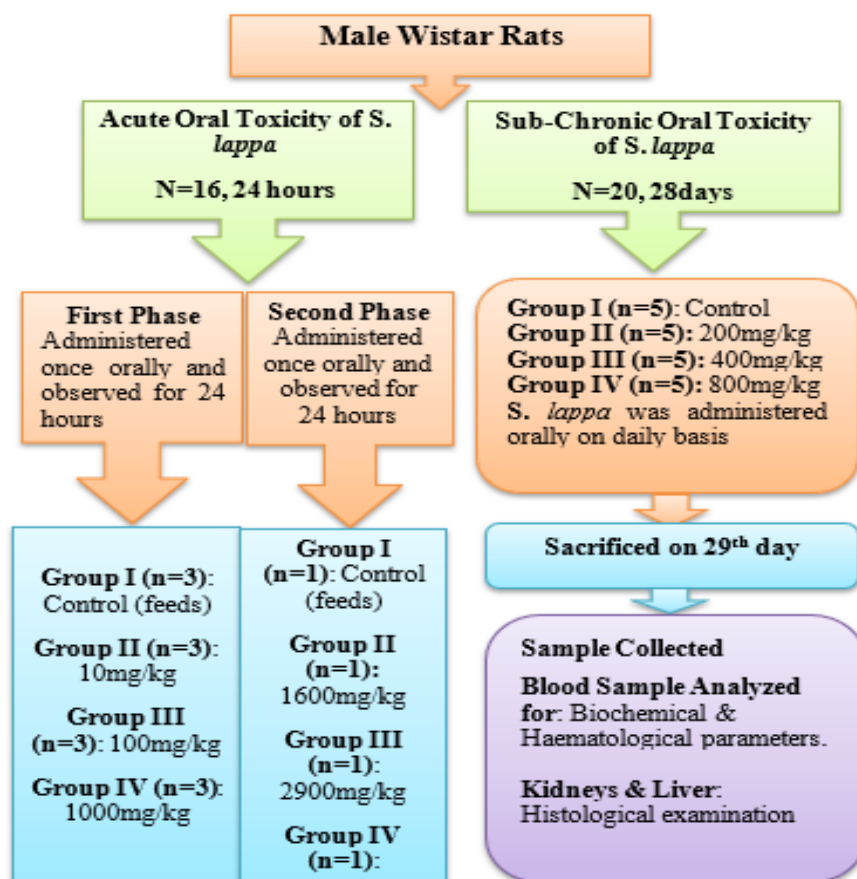 Male Wistar Rats
Acute Oral Toxicity of S.
lappa
N=16, 24 hours
Sub-Chronic Oral Toxicity
of S. lappa
N=20, 28days
First Phase
Administered
once orally and
observed for 24
hours
Second Phase
Administered
once orally and
observed for
24 hours
Group I (n=5): Control
Group II (n=5): 200mg/kg
Group III (n=5): 400mg/kg
Group IV (n=5): 800mg/kg
S. lappa was administered
orally on daily basis
Group I (n=3):
Control (feeds)
Group II (n=3):
10mg/kg
Group III
(n=3): 100mg/kg
Group IV (n=3):
1000mg/kg
Group I
(n=1): Control
(feeds)
Group II
(n=1):
1600mg/kg
Group III
(n=1):
2900mg/kg
Group IV
(n=1):
Sacrificed on 29th day
Sample Collected
Blood Sample Analyzed
for: Biochemical &
Haematological parameters.
Kidneys & Liver:
Histological examination